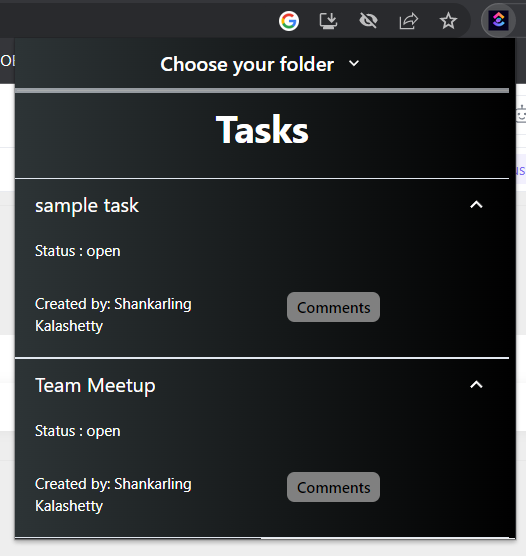 Choose your folder
Tasks
sample task
Status : open
Created by: Shankarling
Kalashetty
Comments
Team Meetup
Status : open
Created by: Shankarling
Kalashetty
Comments